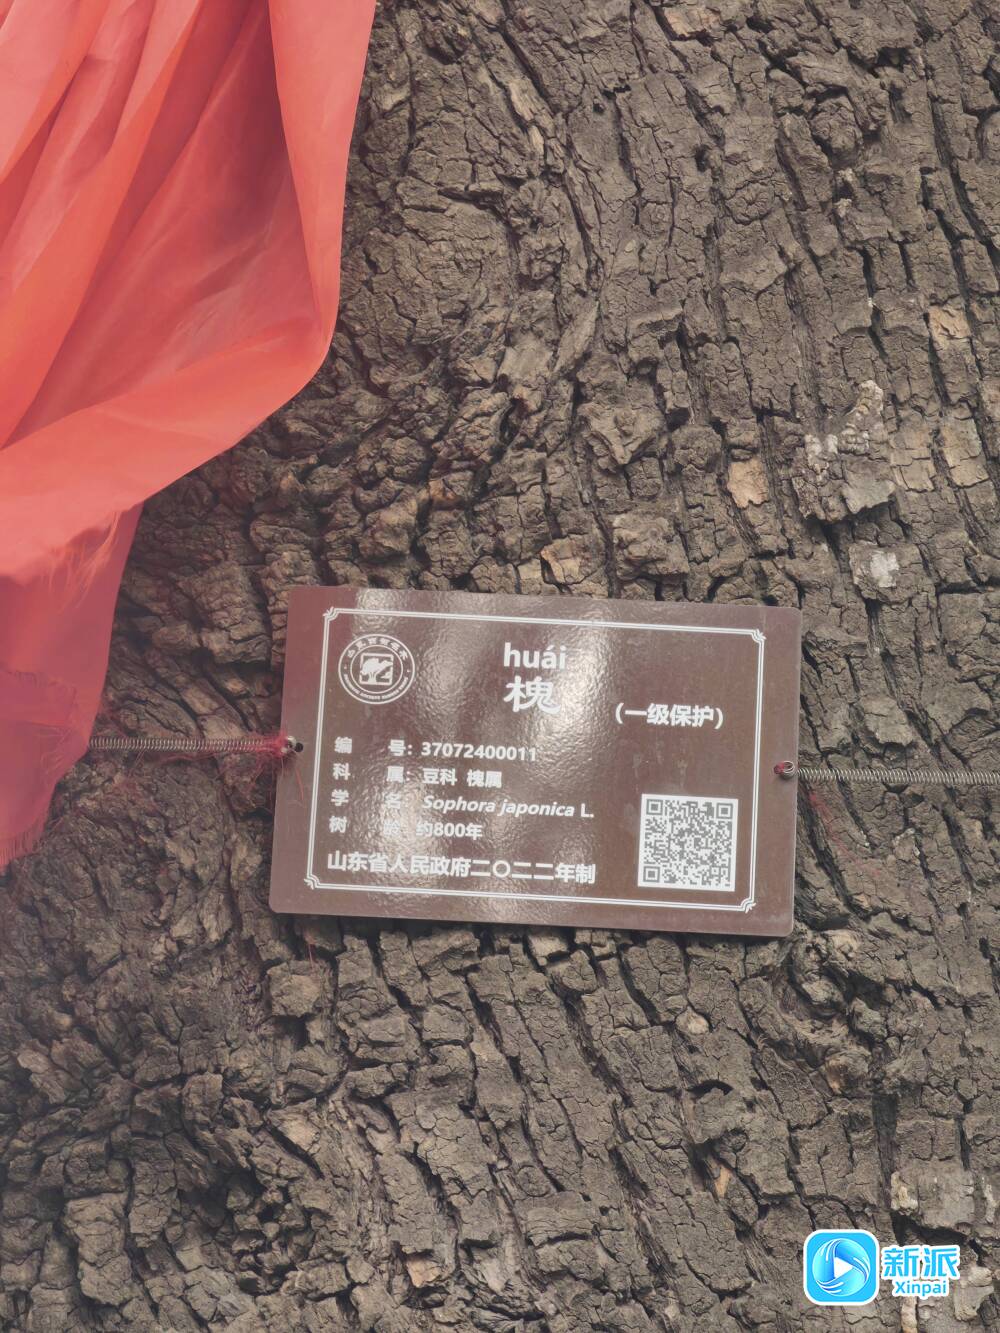 huái
槐
（一级保护）
编 号：37072400011
科 属：豆科 槐属
学 名：Sophora japonica L.
树 龄：约800年
山东省人民政府二〇二二年制
新派
Xinpai